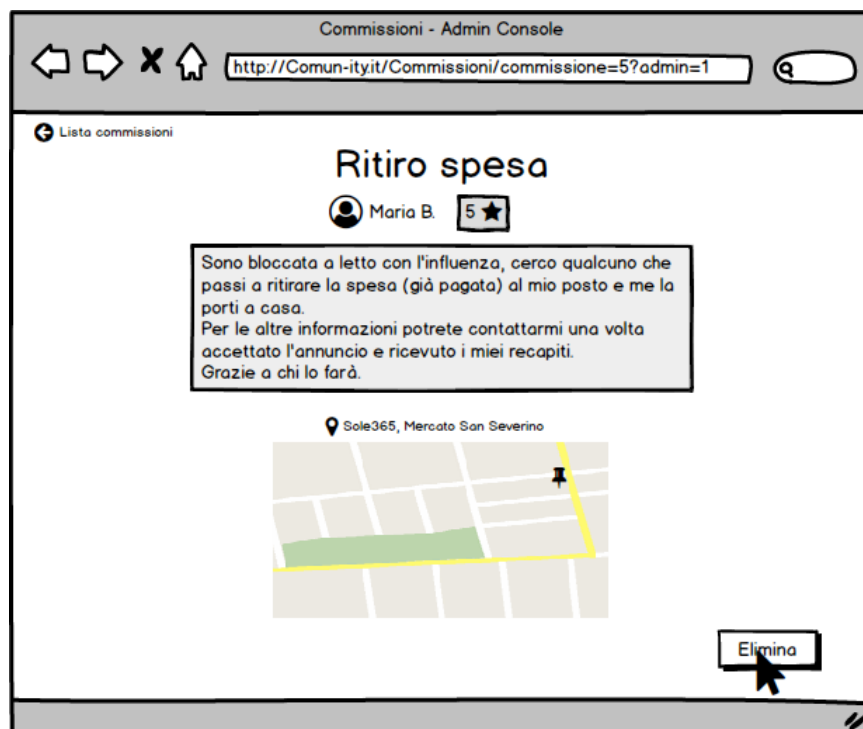 Commissioni - Admin Console
http://Comun-ity.it/Commissioni/commissione=5?admin=1
Lista commissioni
Ritiro spesa
Maria B.
5
Sono bloccata a letto con l'influenza, cerco qualcuno che
passi a ritirare la spesa (già pagata) al mio posto e me la
porti a casa.
Per le altre informazioni potrete contattarmi una volta
accettato l'annuncio e ricevuto i miei recapiti.
Grazie a chi lo farà.
Sole365, Mercato San Severino
Elimina